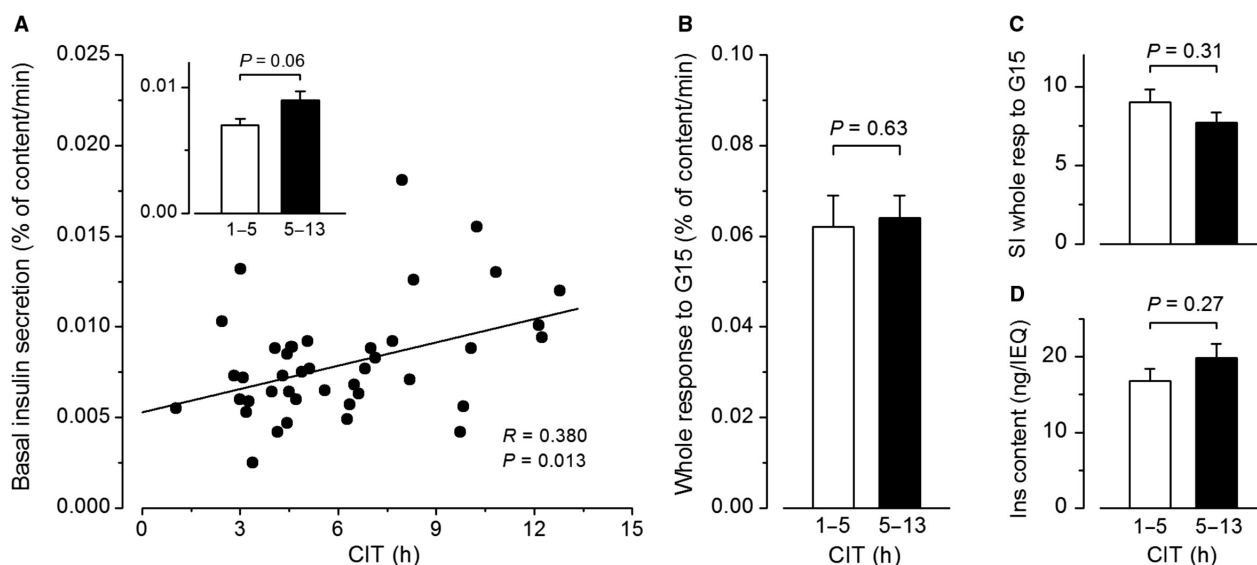 A
Basal insulin secretion (% of content/min)
0.025
0.020
0.015
0.010
0.005
0.000
0
3
6
9
12
15
CIT (h)
P = 0.06
0.01
0.00
1–5
5–13
R = 0.380
P = 0.013
B
Whole response to G15 (% of content/min)
0.10
0.08
0.06
0.04
0.02
0.00
P = 0.63
1–5
5–13
CIT (h)
C
SI whole resp to G15
10
5
0
P = 0.31
D
Ins content (ng/IEQ)
20
10
0
P = 0.27
1–5
5–13
CIT (h)